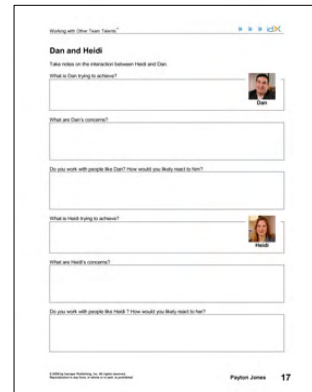 Working with Other Team Talents™
idX
Dan and Heidi
Take notes on the interaction between Heidi and Dan.
What is Dan trying to achieve?
Dan
What are Dan's concerns?
Do you work with people like Dan? How would you likely react to him?
What is Heidi trying to achieve?
Heidi
What are Heidi's concerns?
Do you work with people like Heidi ? How would you likely react to her?
Payton Jones 17